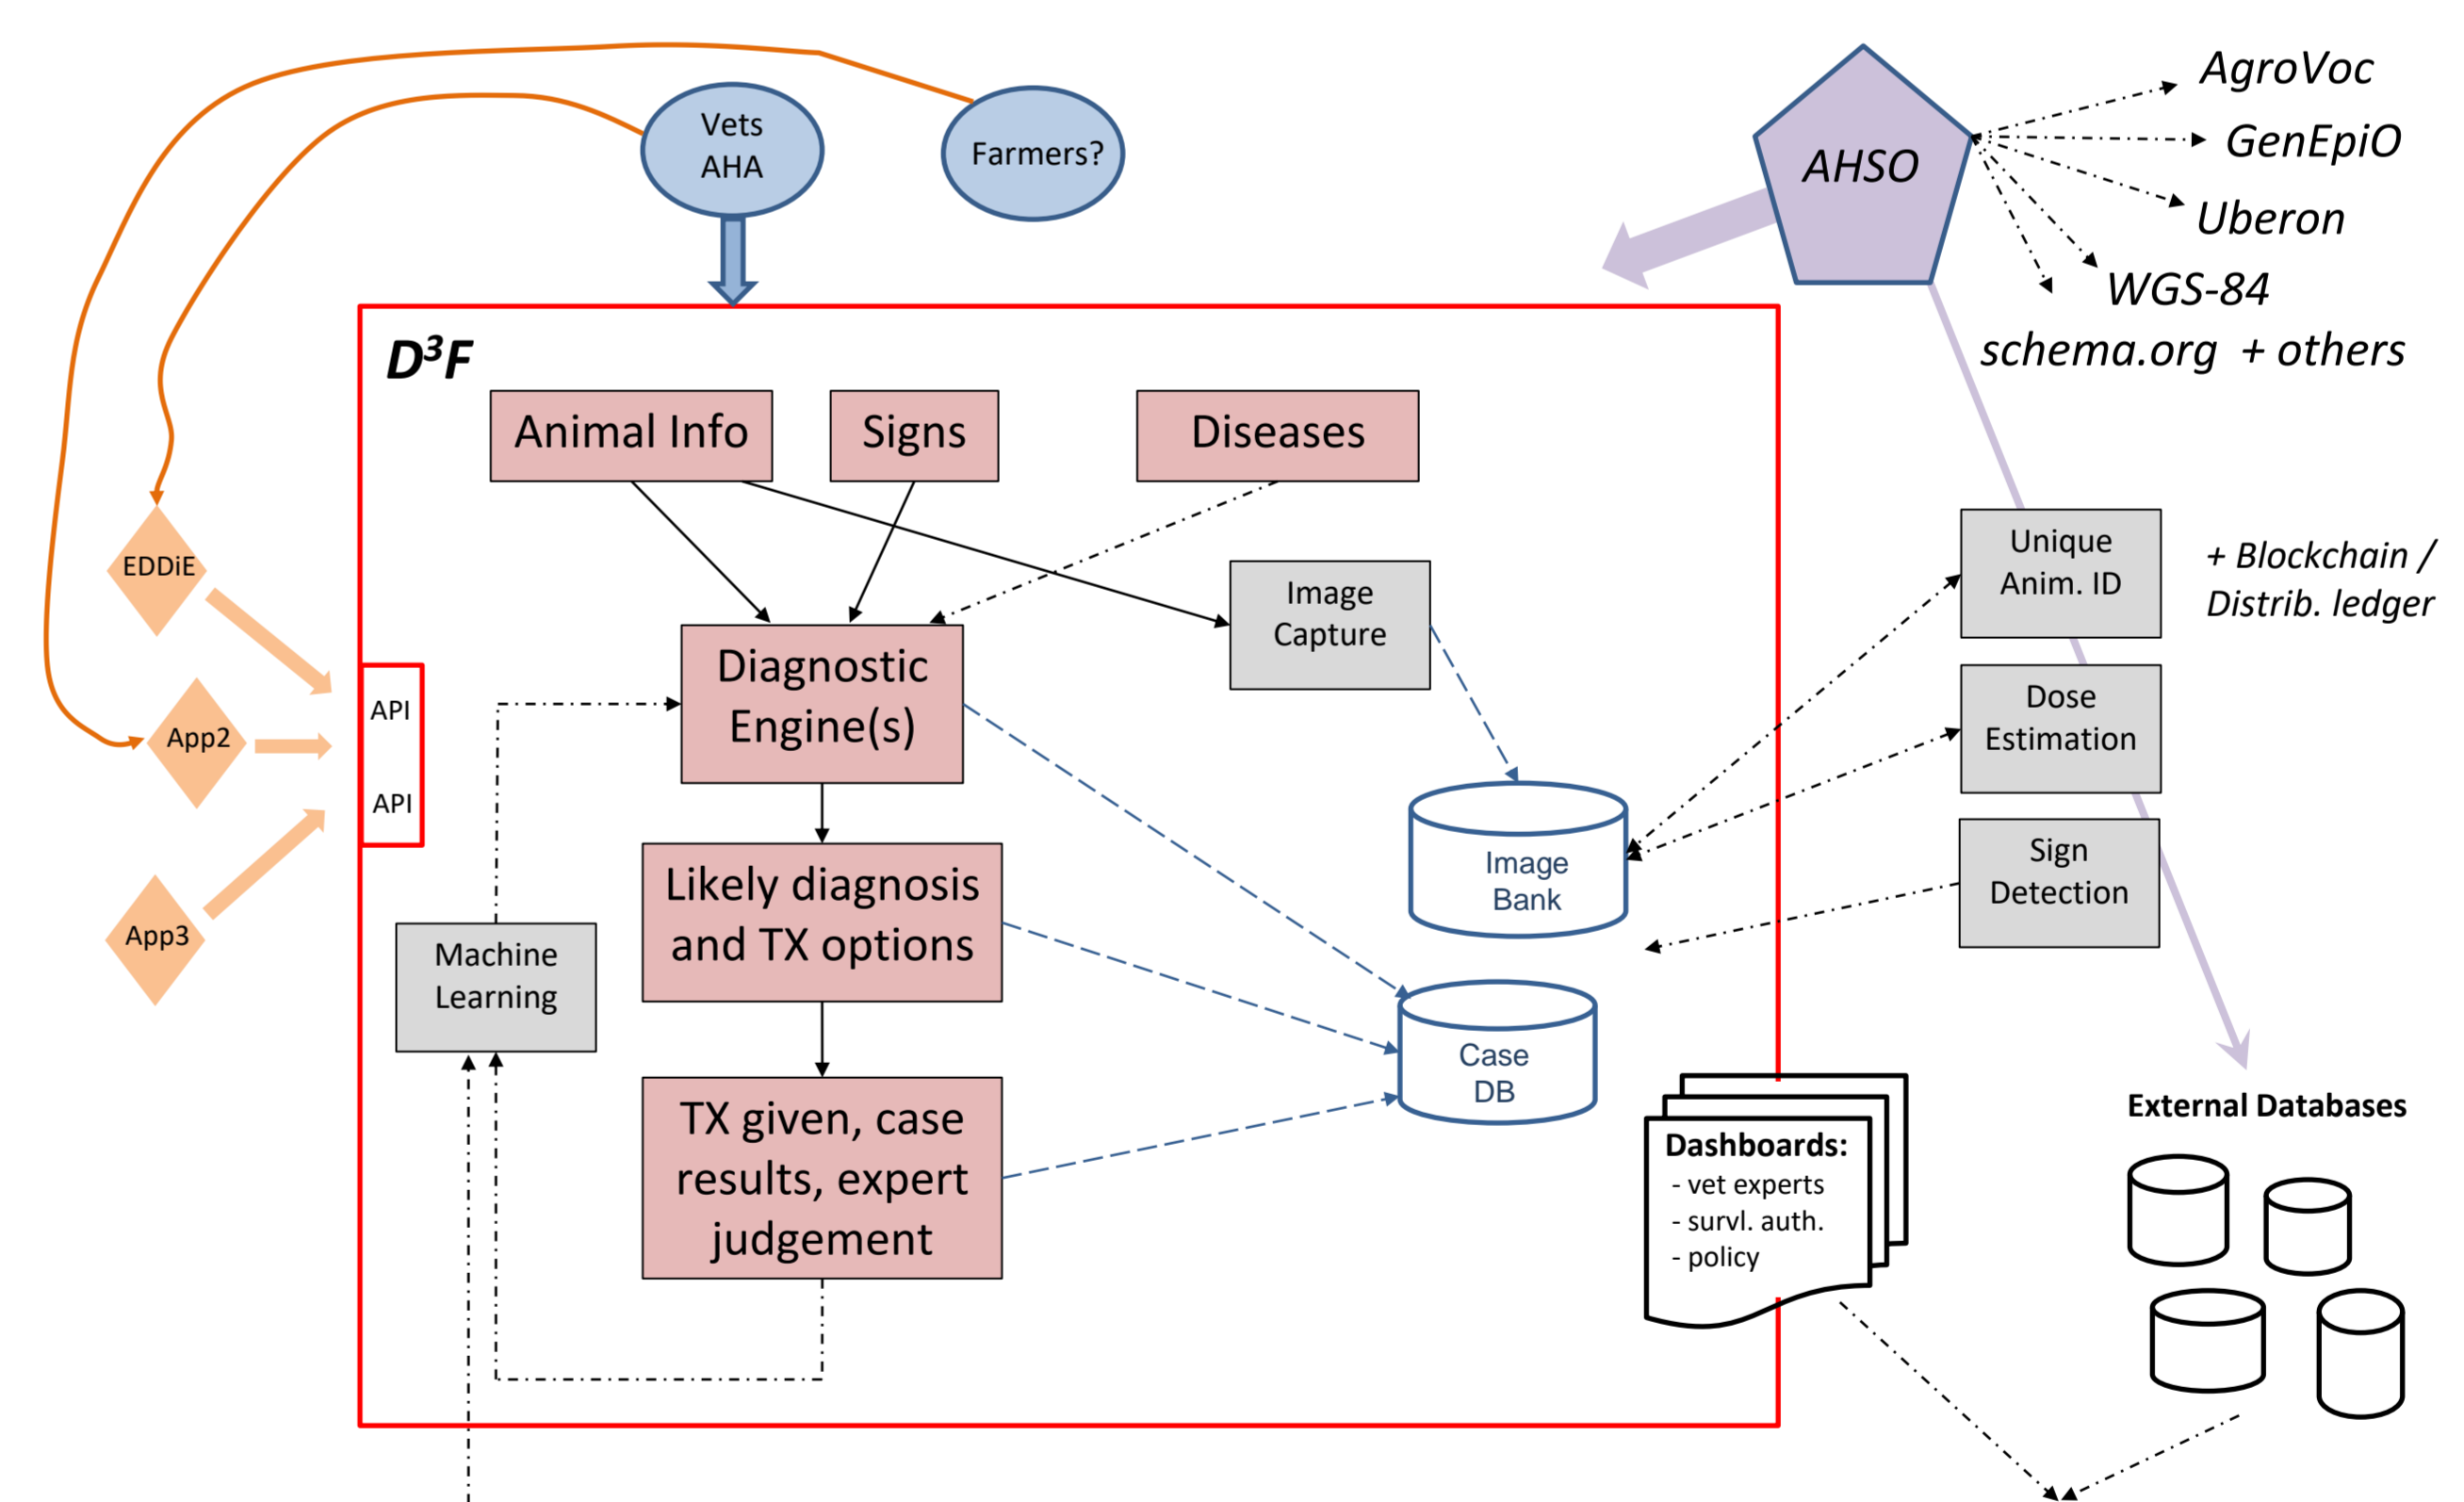 Vets
AHA
Farmers?
AHSO
AgroVoc
GenEpiO
Uberon
WGS-84
schema.org + others
D³F
Animal Info
Signs
Diseases
EDDiE
App2
App3
API
API
Image
Capture
Unique
Anim. ID
+ Blockchain /
Distrib. ledger
Diagnostic
Engine(s)
Dose
Estimation
Likely diagnosis
and TX options
Image
Bank
Sign
Detection
Machine
Learning
Case
DB
TX given, case
results, expert
judgement
Dashboards:
- vet experts
- survl. auth.
- policy
External Databases